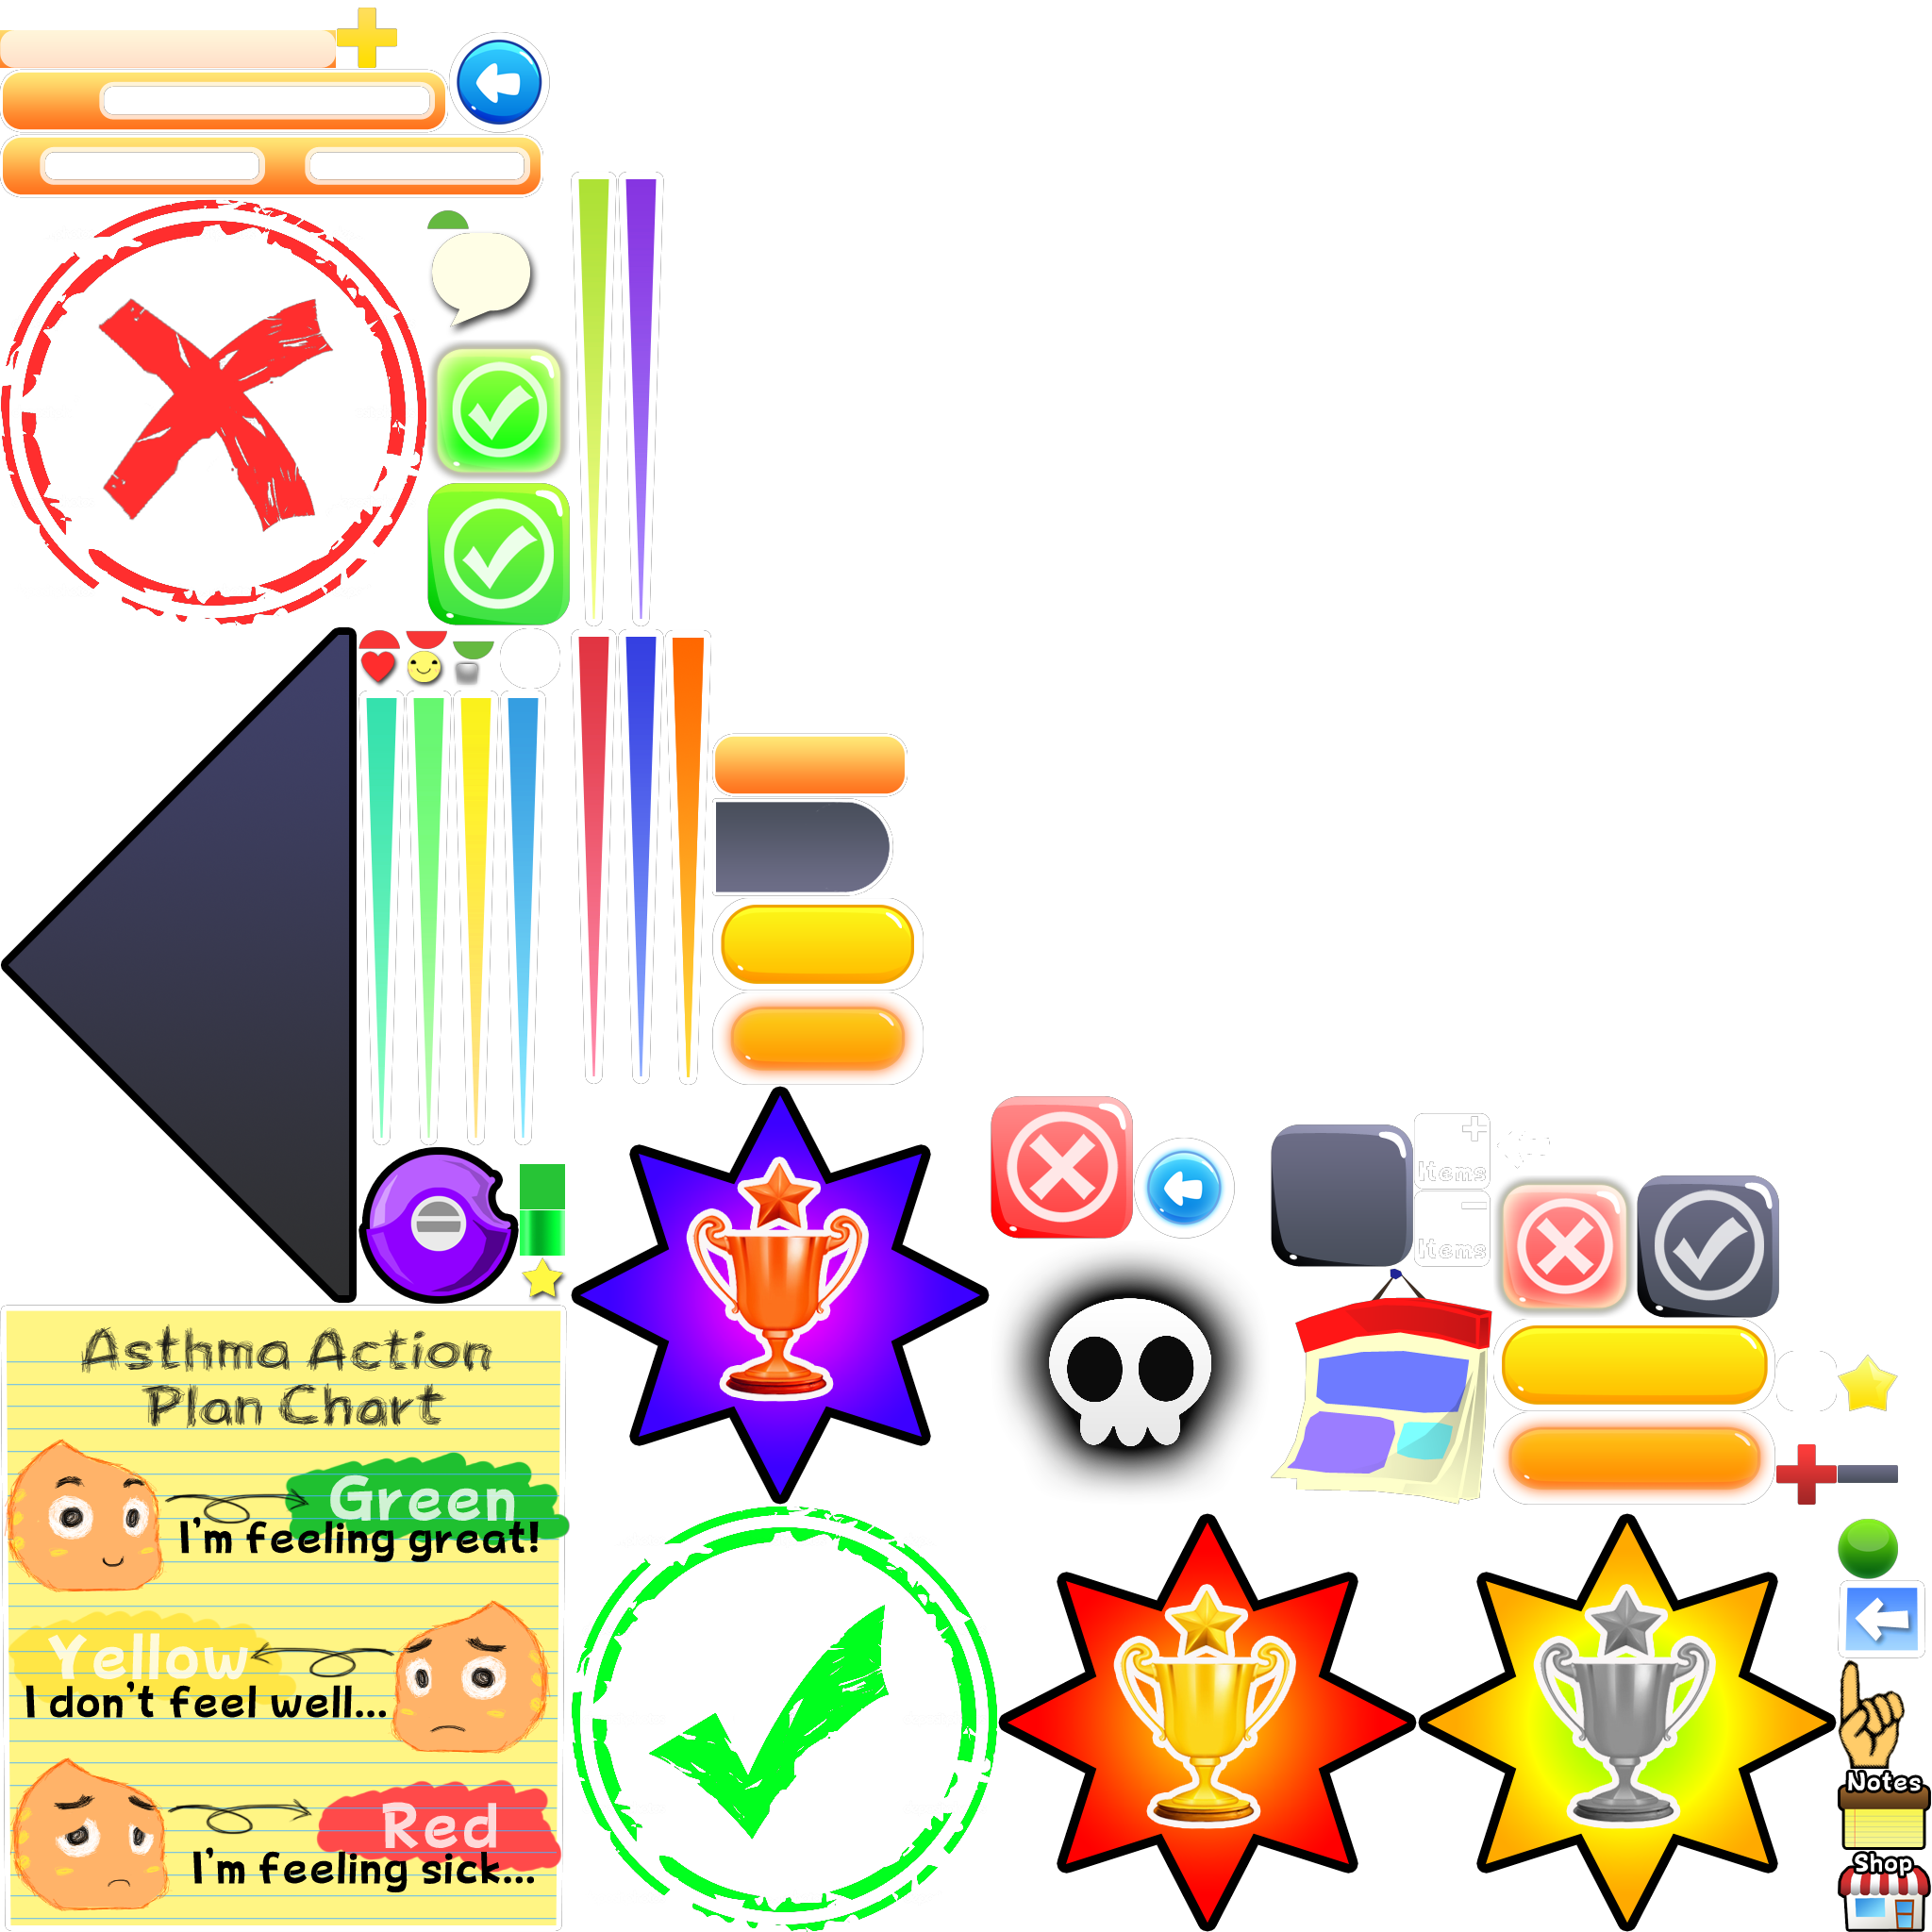 Items
Items
Asthma Action
Plan Chart
Green
I'm feeling great!
Yellow
I don't feel well...
Red
I'm feeling sick...
Notes
Shop